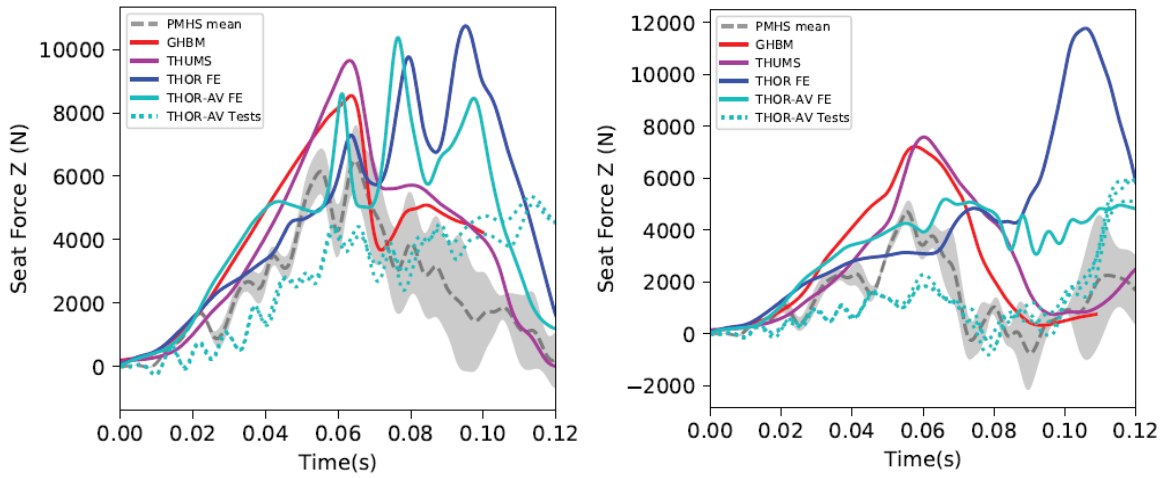 PMHS mean
GHBM
THUMS
THOR FE
THOR-AV FE
THOR-AV Tests
Seat Force Z (N)
10000
8000
6000
4000
2000
0
0.00 0.02 0.04 0.06 0.08 0.10 0.12
Time(s)
PMHS mean
GHBM
THUMS
THOR FE
THOR-AV FE
THOR-AV Tests
Seat Force Z (N)
12000
10000
8000
6000
4000
2000
0
−2000
0.00 0.02 0.04 0.06 0.08 0.10 0.12
Time(s)